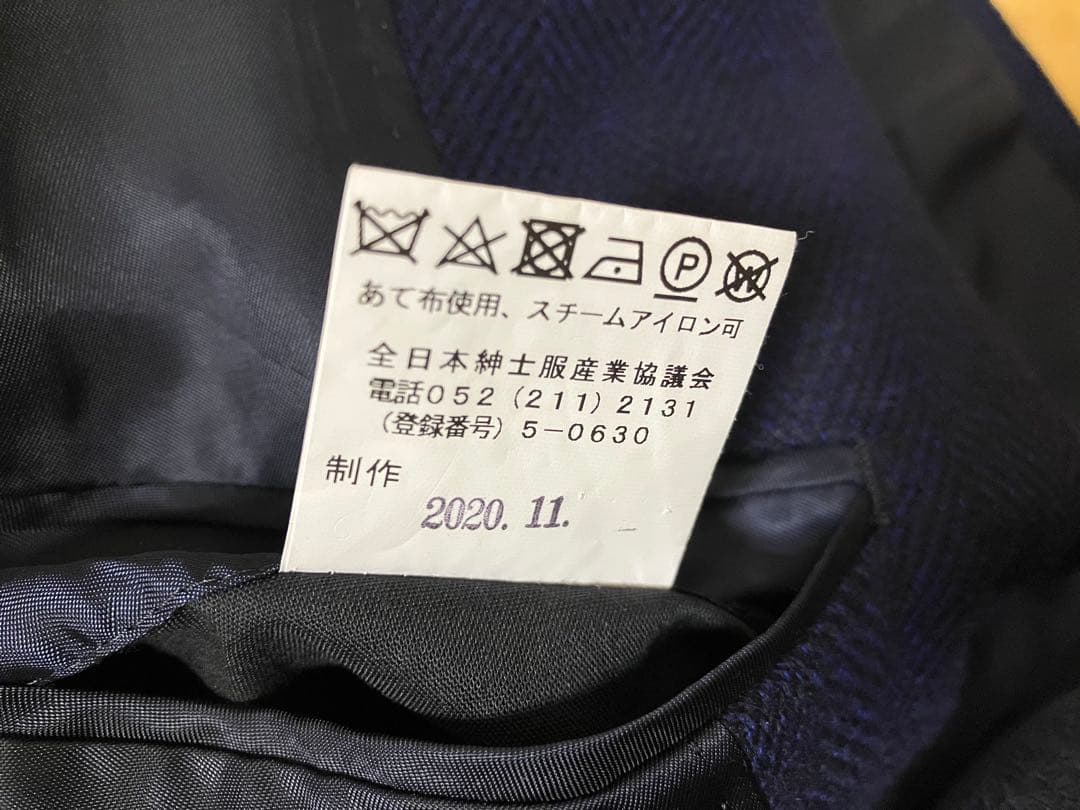 P W
あて布使用、スチームアイロン可
全日本紳士服産業協議会
電話052(211)2131
(登録番号)5-0630
制作
2020. 11.